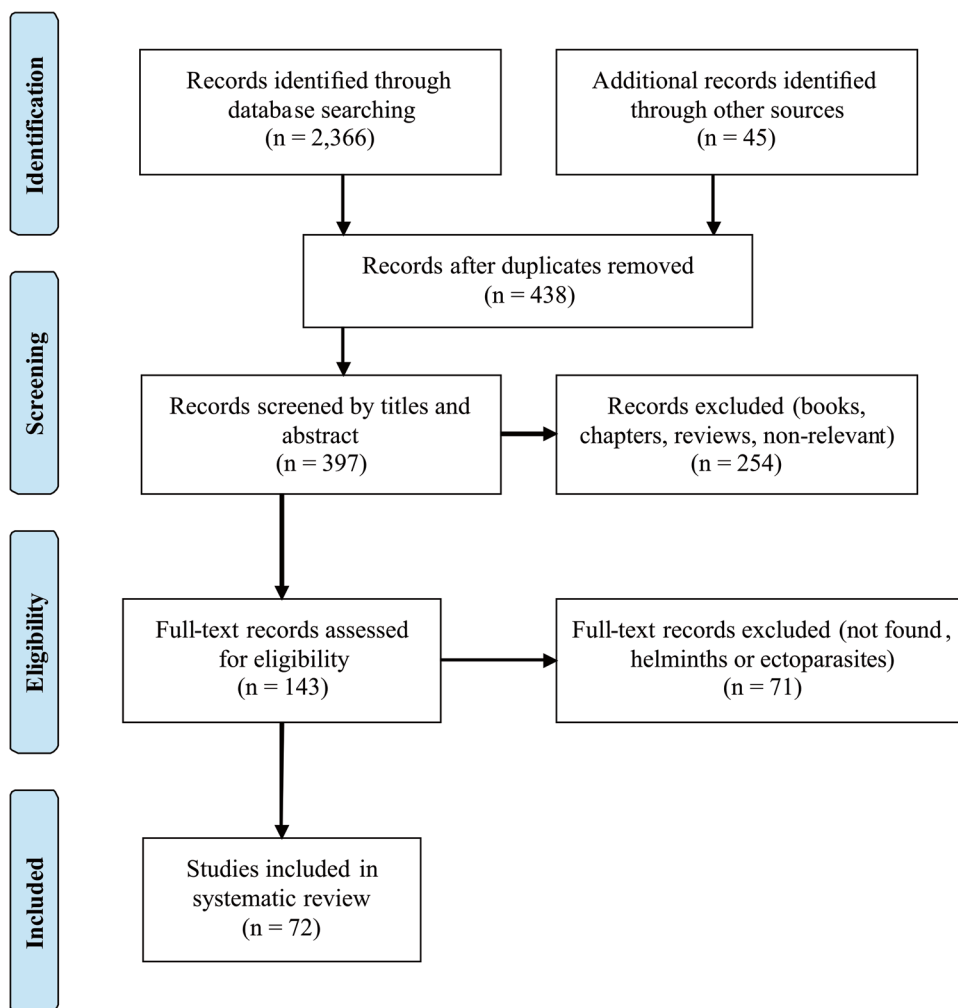 Identification
Records identified through
database searching
(n = 2,366)
Additional records identified
through other sources
(n = 45)
Records after duplicates removed
(n = 438)
Screening
Records screened by titles and
abstract
(n = 397)
Records excluded (books,
chapters, reviews, non-relevant)
(n = 254)
Eligibility
Full-text records assessed
for eligibility
(n = 143)
Full-text records excluded (not found ,
helminths or ectoparasites)
(n = 71)
Included
Studies included in
systematic review
(n = 72)